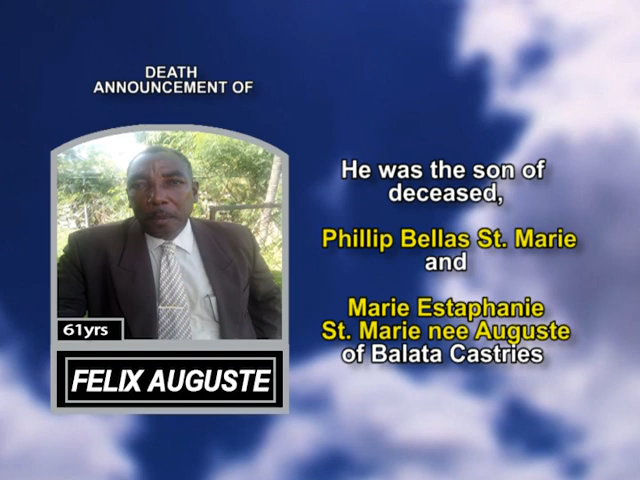 DEATH
ANNOUNCEMENT OF
61yrs
FELIX AUGUSTE
He was the son of
deceased,
Phillip Bellas St. Marie
and
Marie Estaphanie
St. Marie nee Auguste
of Balata Castries